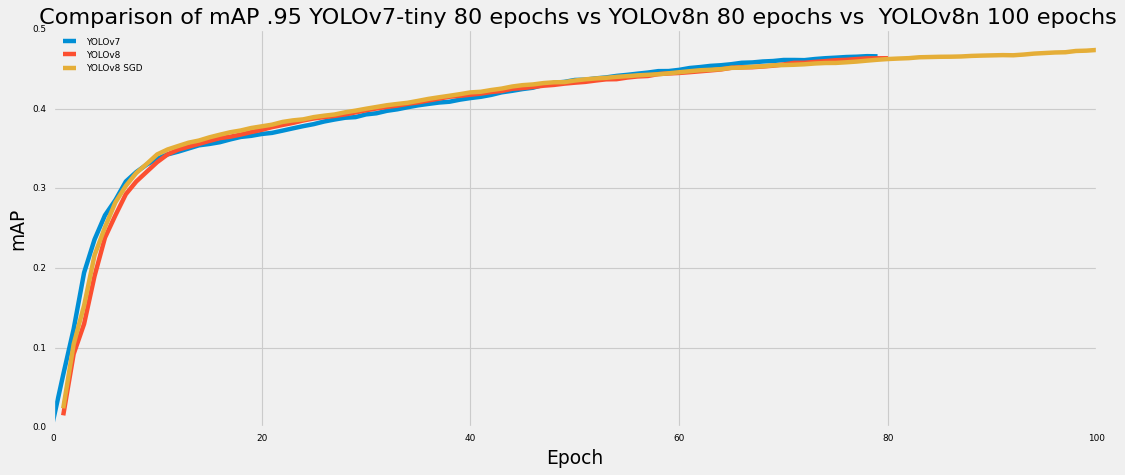 Comparison of mAP .95 YOLOv7-tiny 80 epochs vs YOLOv8n 80 epochs vs  YOLOv8n 100 epochs
YOLOv7
YOLOv8
YOLOv8 SGD
0.5
0.4
0.3
0.2
0.1
0.0
mAP
0 20 40 60 80 100
Epoch